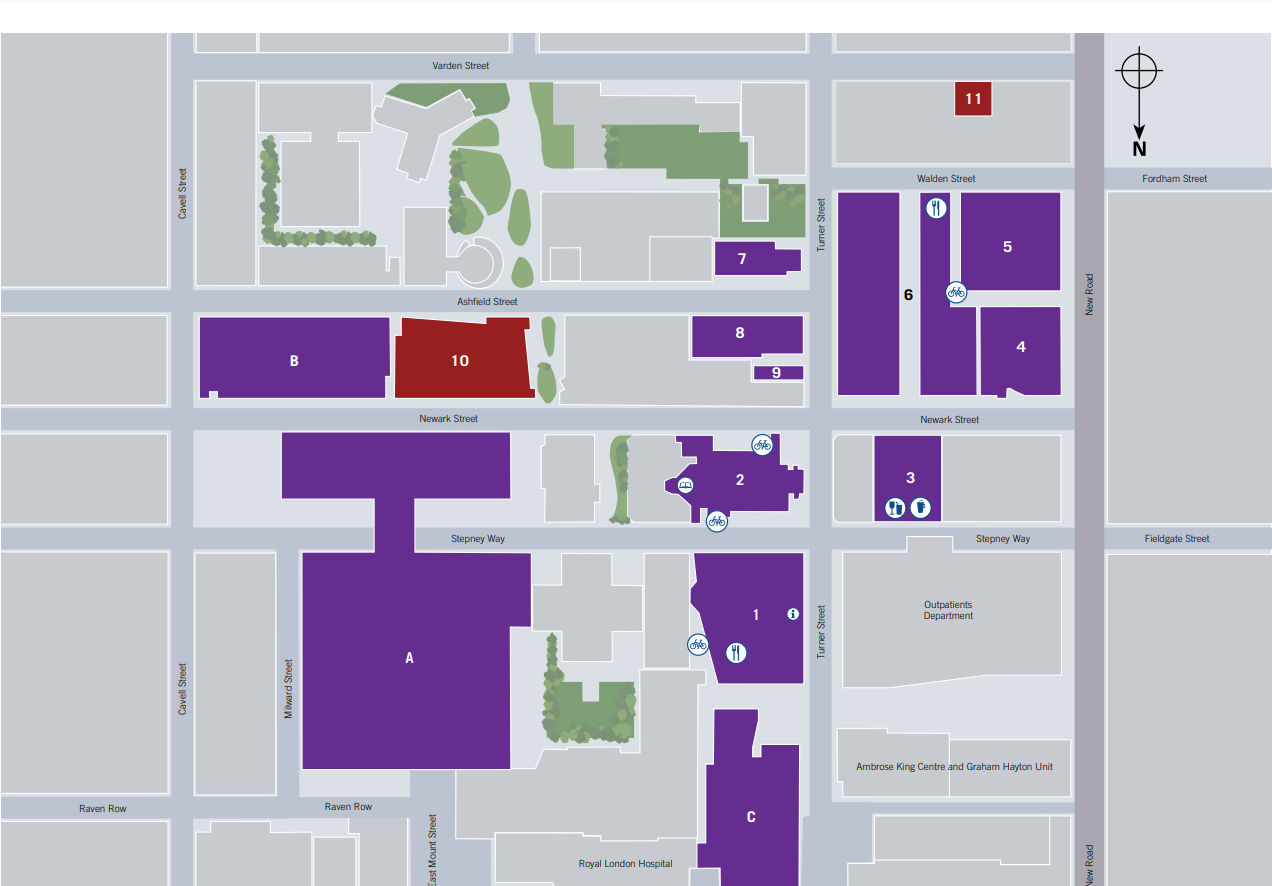 Varden Street
11
N
Walden Street
Fordham Street
Cavell Street
Turner Street
7
5
6
New Road
Ashfield Street
B
10
8
9
4
Newark Street
Newark Street
2
3
Stepney Way
Stepney Way
Fieldgate Street
Outpatients
Department
1
i
A
Turner Street
Cavell Street
Milward Street
Ambrose King Centre and Graham Hayton Unit
Raven Row
Raven Row
C
East Mount Street
Royal London Hospital
New Road